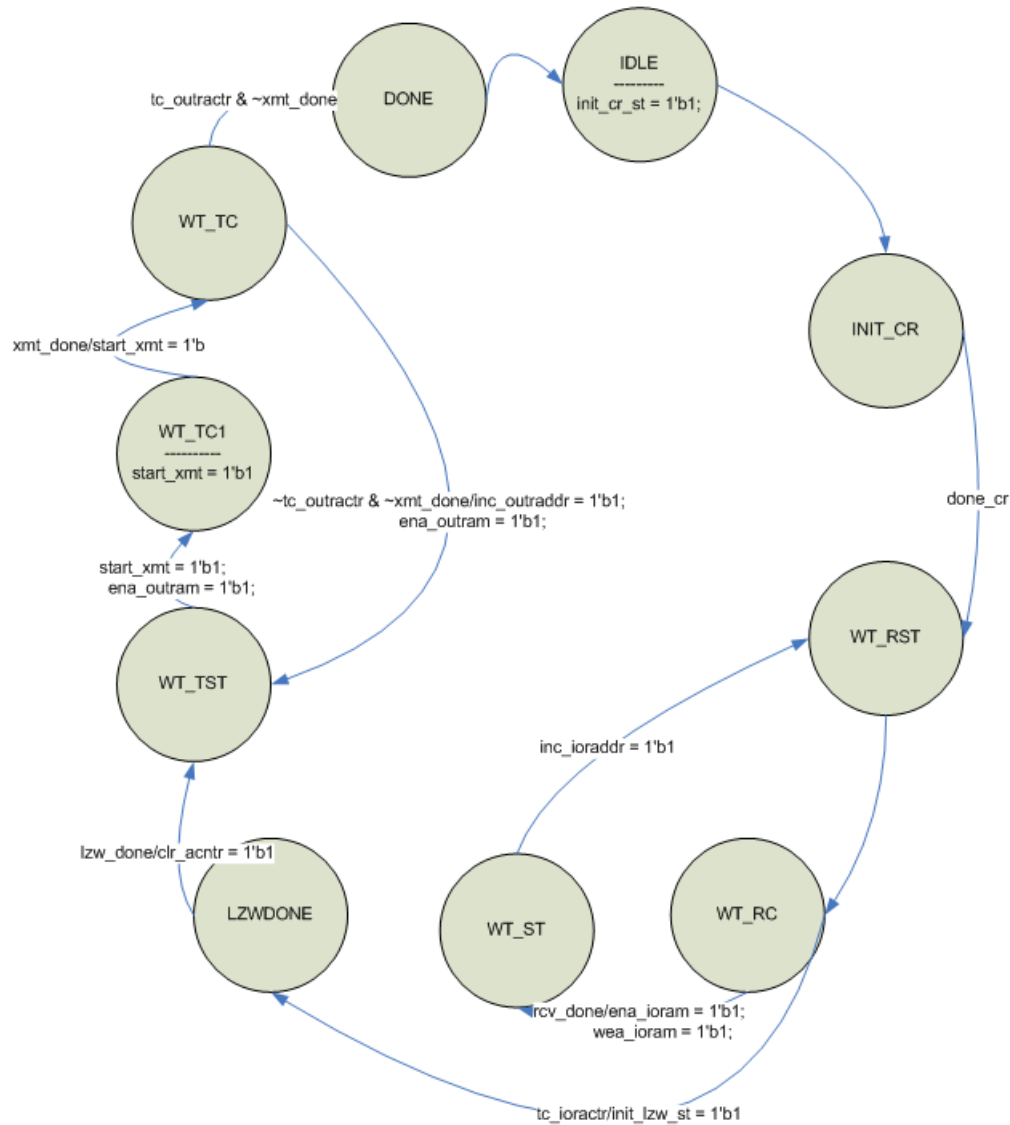 IDLE
---------
init_cr_st = 1'b1;
DONE
tc_outractr & ~xmt_done
WT_TC
INIT_CR
xmt_done/start_xmt = 1'b
WT_TC1
----------
start_xmt = 1'b1
~tc_outractr & ~xmt_done/inc_outraddr = 1'b1;
ena_outram = 1'b1;
done_cr
start_xmt = 1'b1;
ena_outram = 1'b1;
WT_RST
WT_TST
inc_ioraddr = 1'b1
lzw_done/clr_acntr = 1'b1
LZWDONE
WT_ST
WT_RC
rcv_done/ena_ioram = 1'b1;
wea_ioram = 1'b1;
tc_ioractr/init_lzw_st = 1'b1